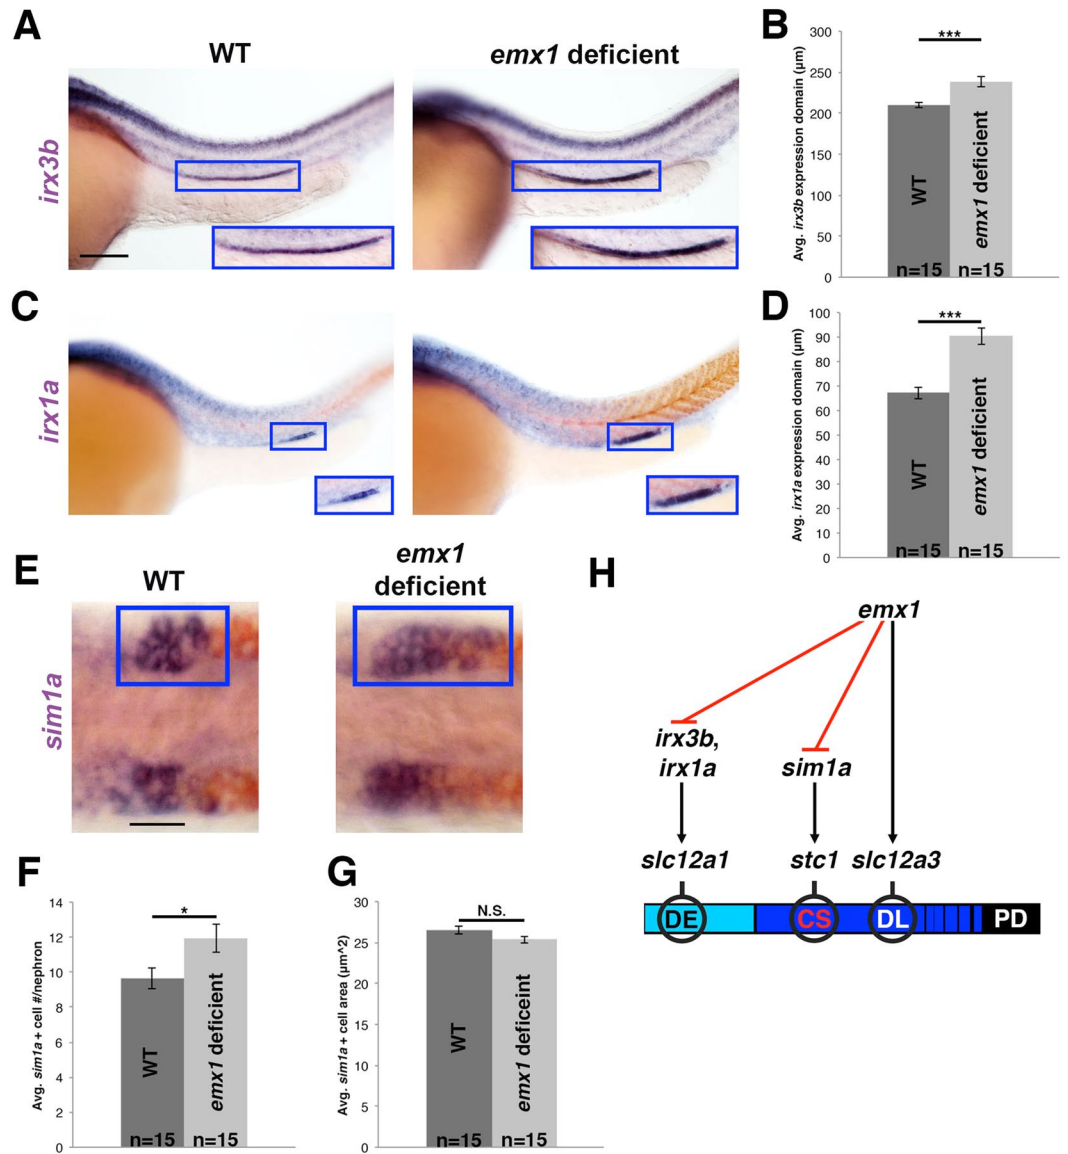 A
WT
emx1 deficient
irx3b
B
300
250
200
150
100
50
0
Avg. irx3b expression domain (μm)
***
WT
emx1 deficient
n=15 n=15
C
irx1a
D
100
90
80
70
60
50
40
30
20
10
0
Avg. irx1a expression domain (μm)
***
WT
emx1 deficient
n=15 n=15
E
WT
emx1
deficient
sim1a
F
14
12
10
8
6
4
2
0
Avg. sim1a + cell #/nephron
*
WT
emx1 deficient
n=15 n=15
G
30
25
20
15
10
5
0
Avg. sim1a + cell area (μm^2)
N.S.
WT
emx1 deficeint
n=15 n=15
H
emx1
irx3b,
irx1a
sim1a
slc12a1 stc1 slc12a3
DE CS DL PD